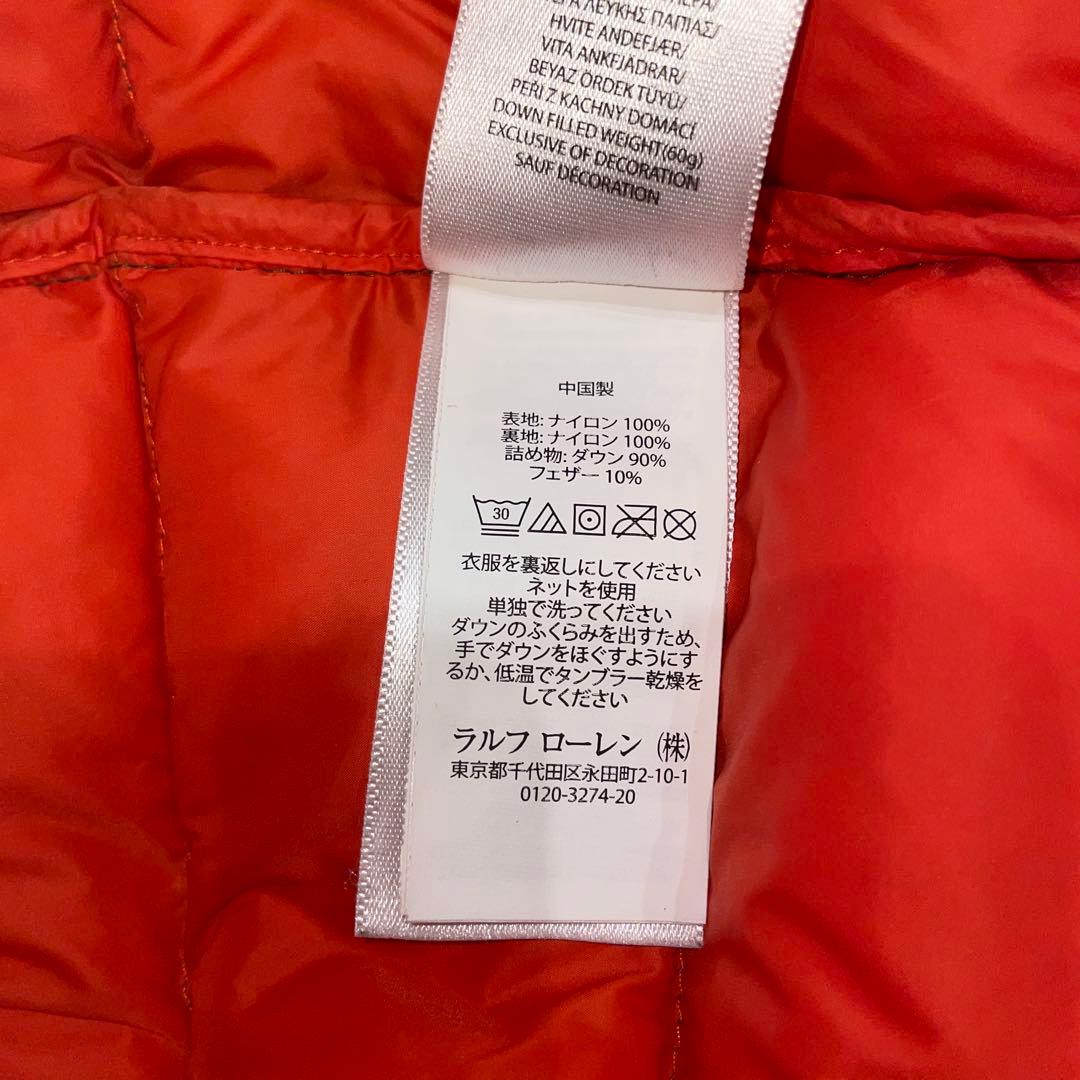 ΛΕΥΚΗΣ ΠΑΠΙΑΣ/
HVITE ANDEFJÆR/
VITA ANKFJÄDRAR/
BEYAZ ÖRDEK TÜYÜ/
PEŘÍ Z KACHNY DOMÁCÍ
DOWN FILLED WEIGHT(60g)
EXCLUSIVE OF DECORATION
SAUF DÉCORATION
中国製
表地: ナイロン 100%
裏地: ナイロン 100%
詰め物: ダウン 90%
フェザー 10%
30
衣服を裏返しにしてください
ネットを使用
単独で洗ってください
ダウンのふくらみを出すため、
手でダウンをほぐすようにす
るか、低温でタンブラー乾燥を
してください
ラルフ ローレン (株)
東京都千代田区永田町2-10-1
0120-3274-20